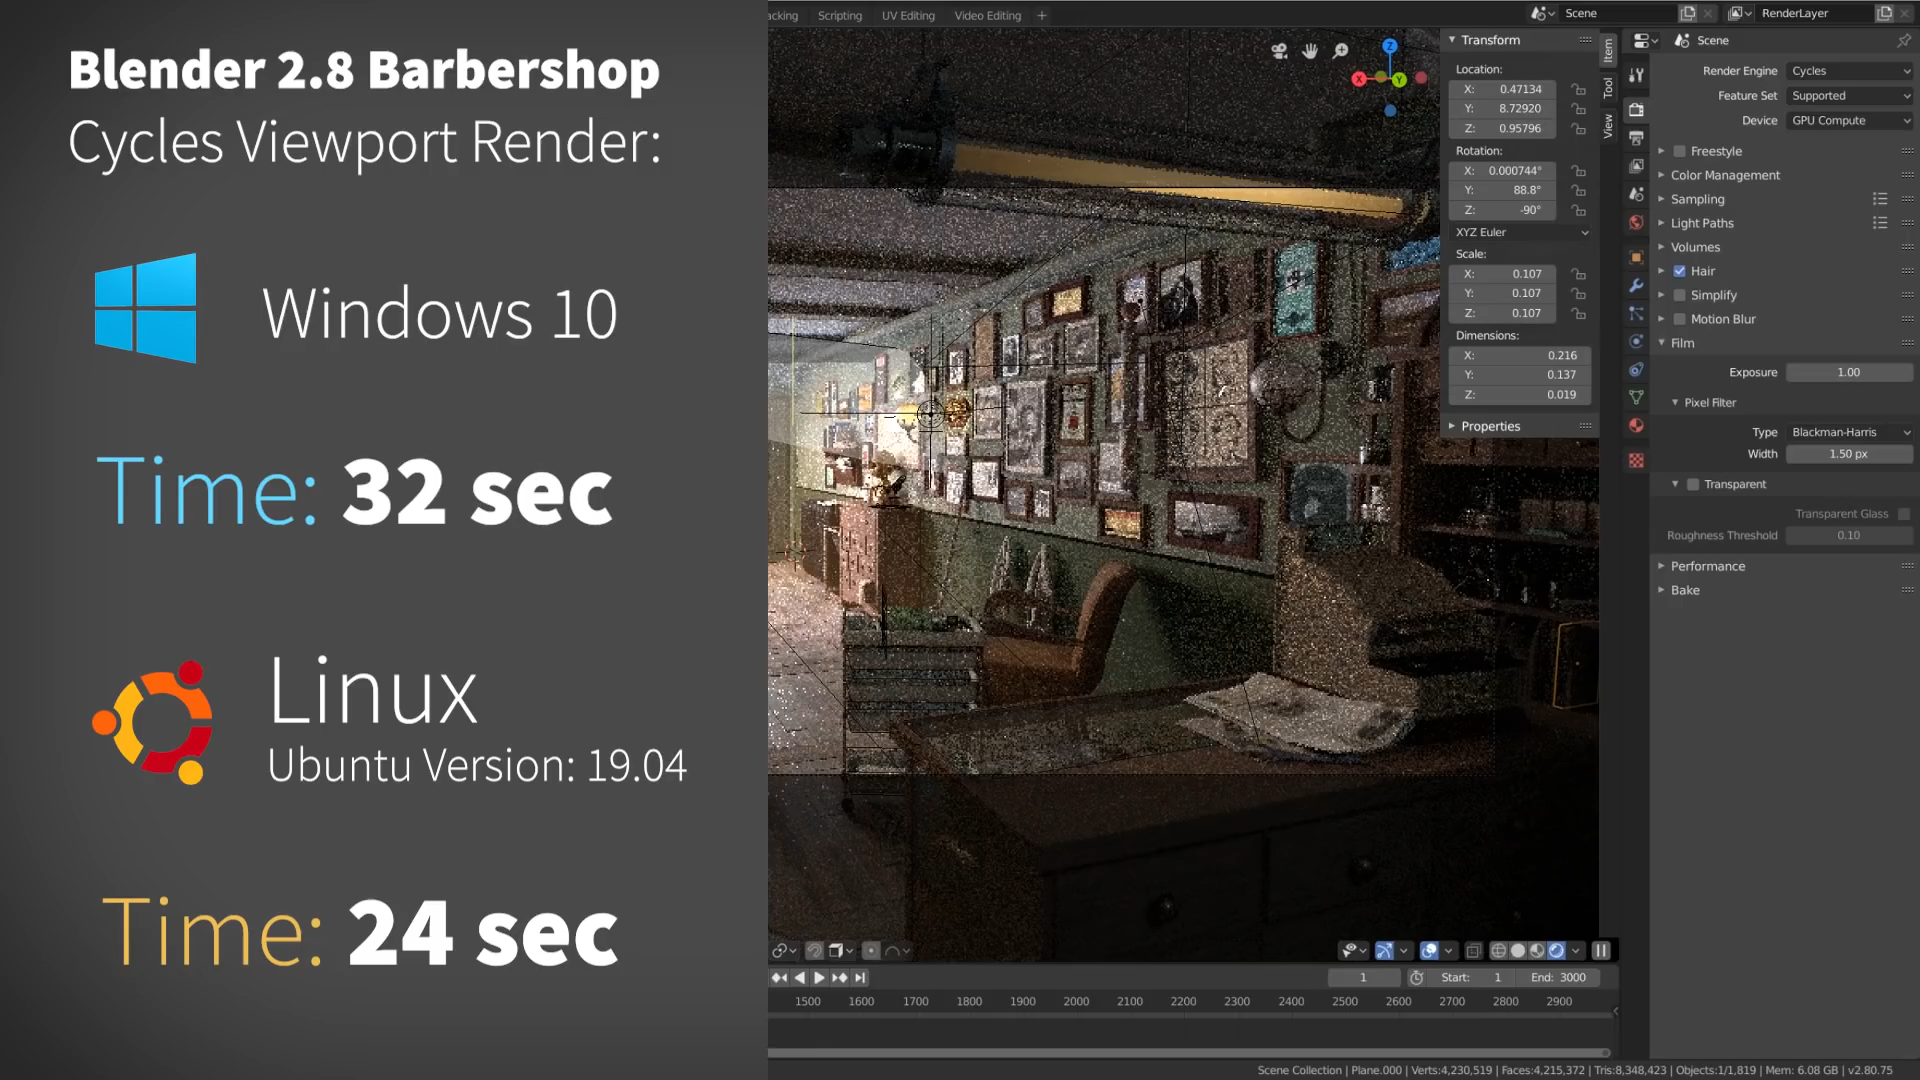 Blender 2.8 Barbershop
Cycles Viewport Render:
Windows 10
Time: 32 sec
Linux
Ubuntu Version: 19.04
Time: 24 sec
acking Scripting UV Editing Video Editing +
Scene RenderLayer
Z
X Y
Transform
Location:
X: 0.47134
Y: 8.72920
Z: 0.95796
Rotation:
X: 0.000744°
Y: 88.8°
Z: -90°
XYZ Euler
Scale:
X: 0.107
Y: 0.107
Z: 0.107
Dimensions:
X: 0.216
Y: 0.137
Z: 0.019
Properties
Item
Tool
View
Scene
Render Engine Cycles
Feature Set Supported
Device GPU Compute
Freestyle
Color Management
Sampling
Light Paths
Volumes
Hair
Simplify
Motion Blur
Film
Exposure 1.00
Pixel Filter
Type Blackman-Harris
Width 1.50 px
Transparent
Transparent Glass
Roughness Threshold 0.10
Performance
Bake
1 Start: 1 End: 3000
1500 1600 1700 1800 1900 2000 2100 2200 2300 2400 2500 2600 2700 2800 2900
Scene Collection | Plane.000 | Verts:4,230,519 | Faces:4,215,372 | Tris:8,348,423 | Objects:1/1,819 | Mem: 6.08 GB | v2.80.75